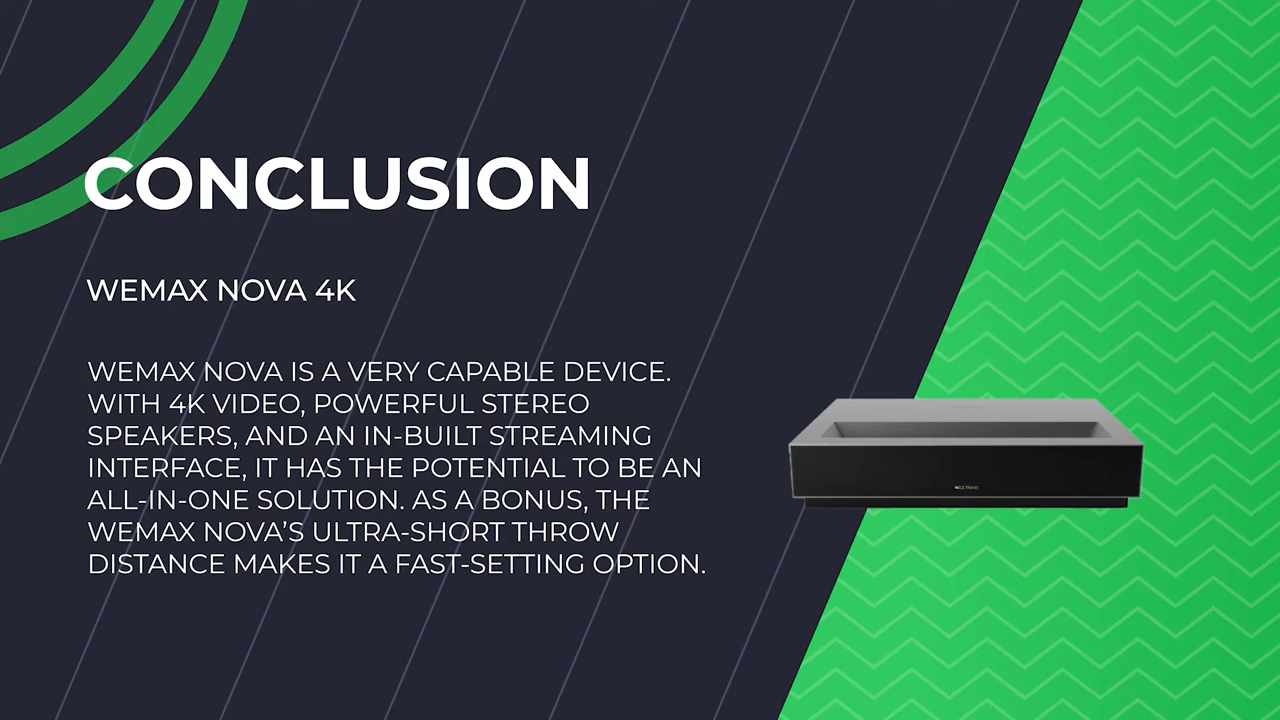 CONCLUSION
WEMAX NOVA 4K
WEMAX NOVA IS A VERY CAPABLE DEVICE.
WITH 4K VIDEO, POWERFUL STEREO
SPEAKERS, AND AN IN-BUILT STREAMING
INTERFACE, IT HAS THE POTENTIAL TO BE AN
ALL-IN-ONE SOLUTION. AS A BONUS, THE
WEMAX NOVA’S ULTRA-SHORT THROW
DISTANCE MAKES IT A FAST-SETTING OPTION.